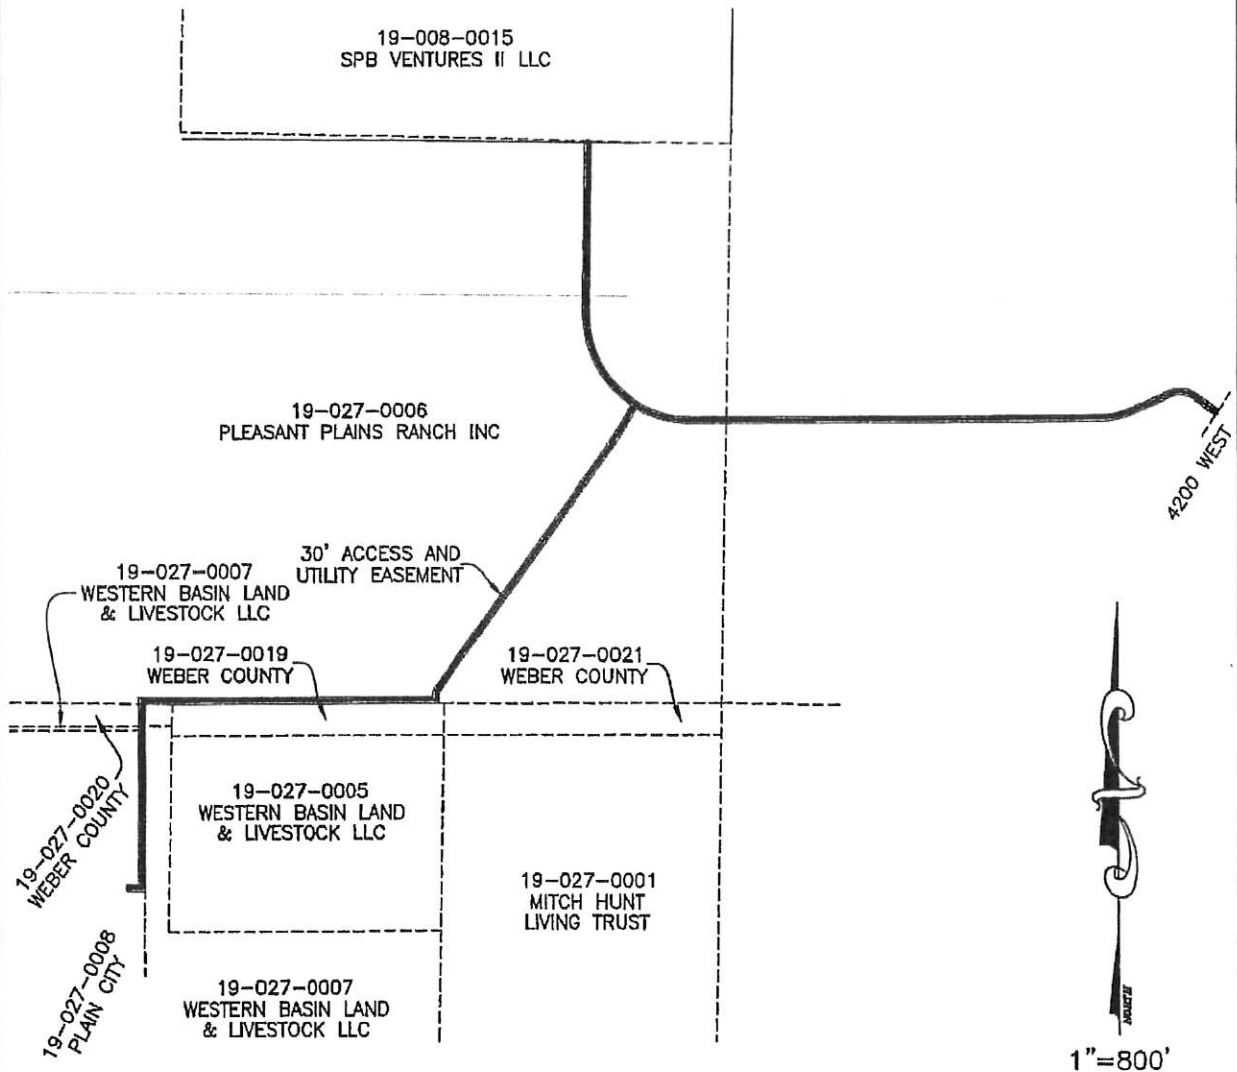 19-008-0015
SPB VENTURES II LLC
19-027-0006
PLEASANT PLAINS RANCH INC
4200 WEST
30' ACCESS AND
UTILITY EASEMENT
19-027-0007
WESTERN BASIN LAND
& LIVESTOCK LLC
19-027-0019
WEBER COUNTY
19-027-0021
WEBER COUNTY
19-027-0020
WEBER COUNTY
19-027-0005
WESTERN BASIN LAND
& LIVESTOCK LLC
19-027-0001
MITCH HUNT
LIVING TRUST
19-027-0008
PLAIN CITY
19-027-0007
WESTERN BASIN LAND
& LIVESTOCK LLC
NORTH
1"=800'